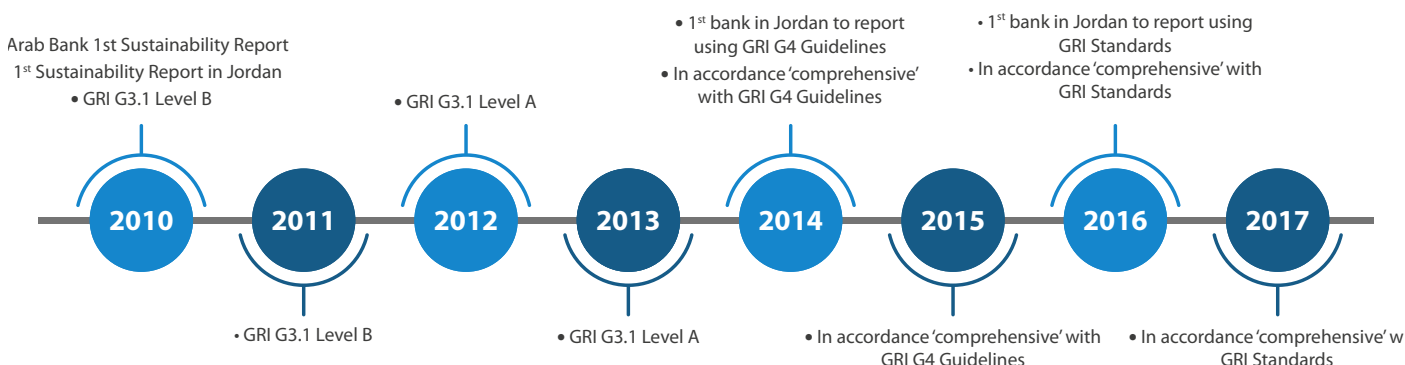 Arab Bank 1st Sustainability Report
1st Sustainability Report in Jordan
• GRI G3.1 Level B
• GRI G3.1 Level A
• 1st bank in Jordan to report
using GRI G4 Guidelines
• In accordance ‘comprehensive’
with GRI G4 Guidelines
• 1st bank in Jordan to report using
GRI Standards
• In accordance ‘comprehensive’ with
GRI Standards
2010
2011
2012
2013
2014
2015
2016
2017
• GRI G3.1 Level B
• GRI G3.1 Level A
• In accordance ‘comprehensive’ with
GRI G4 Guidelines
• In accordance ‘comprehensive’ w
GRI Standards